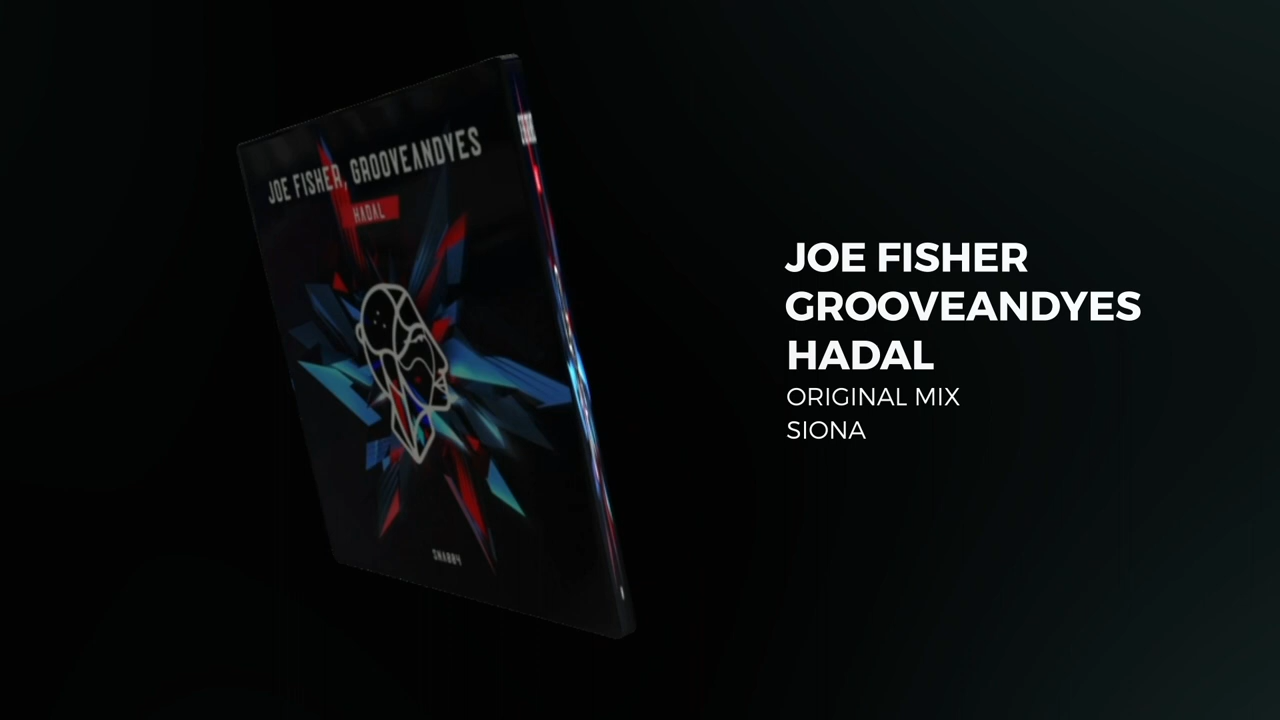 JOE FISHER, GROOVEANDYES
HADAL
JOE FISHER
GROOVEANDYES
HADAL
ORIGINAL MIX
SIONA